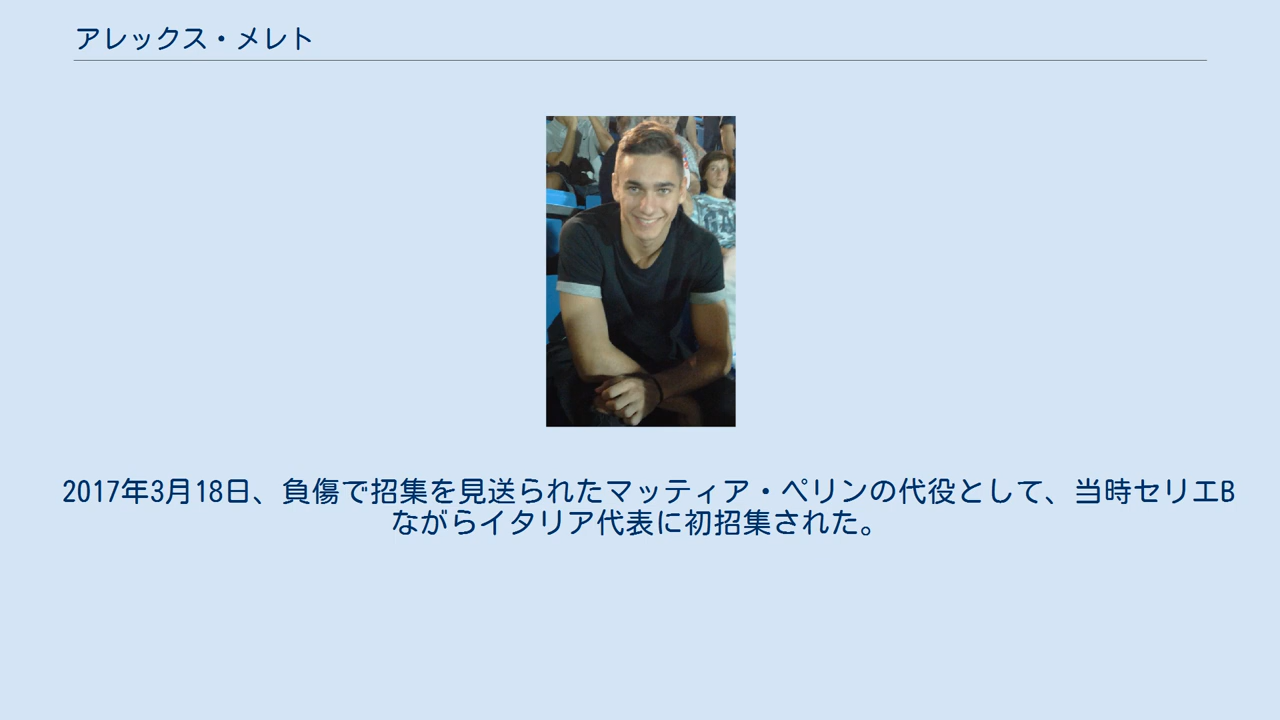 アレックス・メレト
2017年3月18日、負傷で招集を見送られたマッティア・ペリンの代役として、当時セリエB
ながらイタリア代表に初招集された。